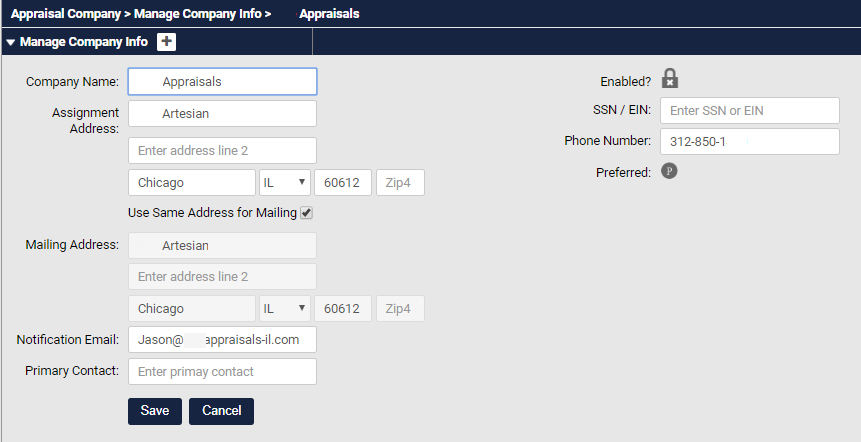 Appraisal Company > Manage Company Info > Appraisals
Manage Company Info +
Company Name: Appraisals
Enabled?
Assignment Address: Artesian
SSN / EIN: Enter SSN or EIN
Enter address line 2
Phone Number: 312-850-1
Chicago IL 60612 Zip4
Preferred: P
Use Same Address for Mailing
Mailing Address: Artesian
Enter address line 2
Chicago IL 60612 Zip4
Notification Email: Jason@ appraisals-il.com
Primary Contact: Enter primay contact
Save Cancel